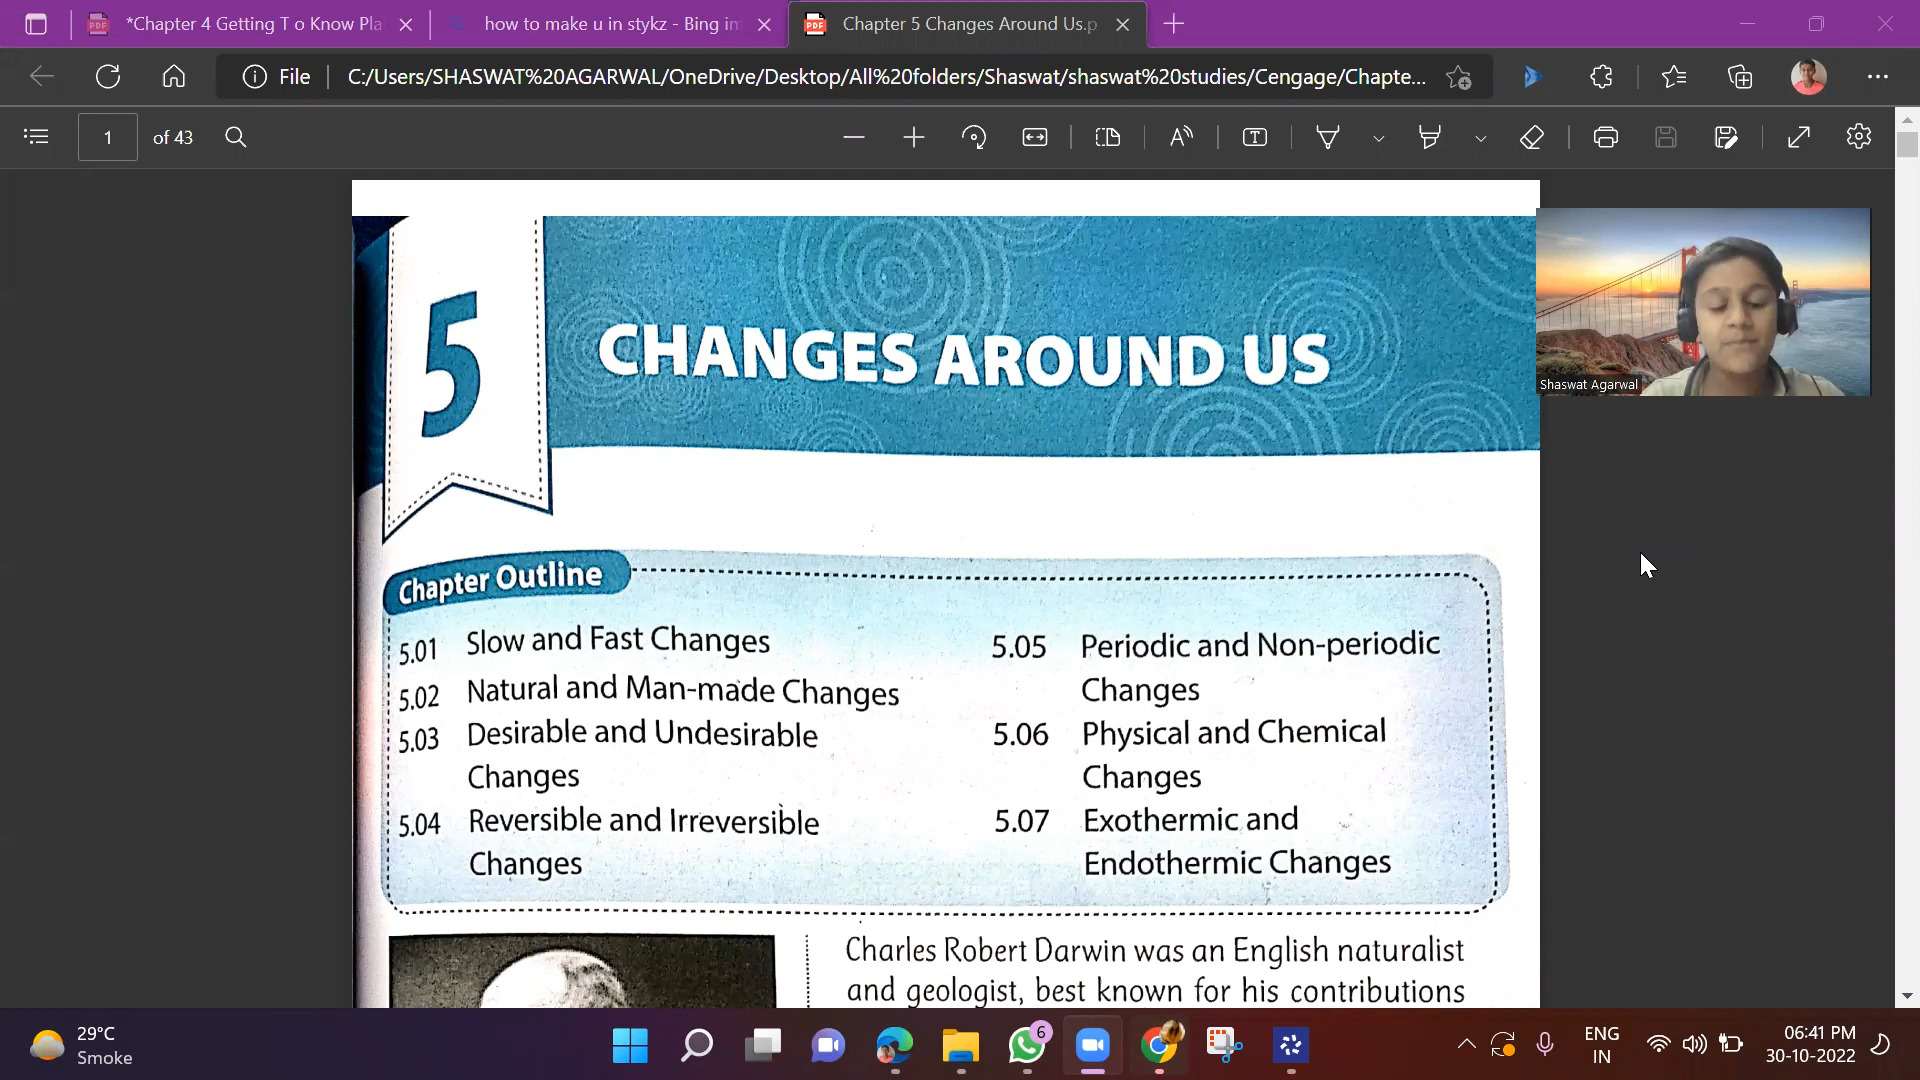 *Chapter 4 Getting T o Know Pla
how to make u in stykz - Bing im
Chapter 5 Changes Around Us.p
File
C:/Users/SHASWAT%20AGARWAL/OneDrive/Desktop/All%20folders/Shaswat/shaswat%20studies/Cengage/Chapte...
1
of 43
5
CHANGES AROUND US
Shaswat Agarwal
Chapter Outline
5.01 Slow and Fast Changes
5.02 Natural and Man-made Changes
5.03 Desirable and Undesirable
Changes
5.04 Reversible and Irreversible
Changes
5.05 Periodic and Non-periodic
Changes
5.06 Physical and Chemical
Changes
5.07 Exothermic and
Endothermic Changes
Charles Robert Darwin was an English naturalist
and geologist, best known for his contributions
29°C
Smoke
6
ENG
IN
06:41 PM
30-10-2022